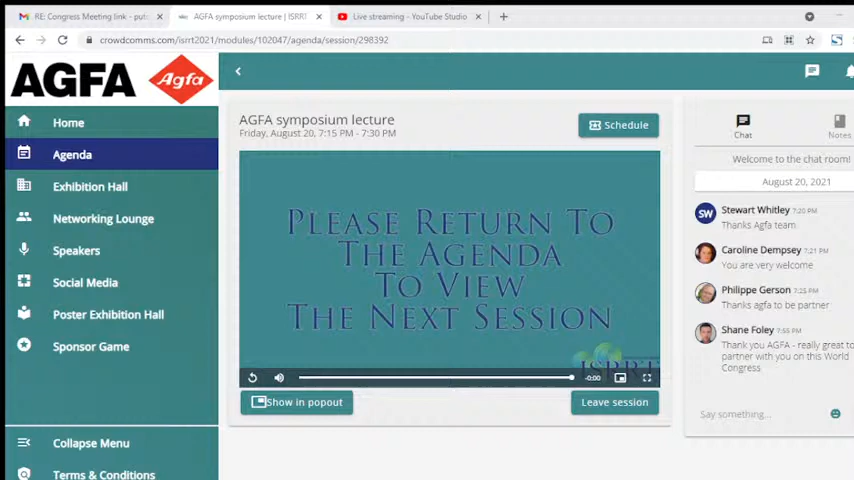 RE: Congress Meeting link - put
AGFA symposium lecture | ISRRT
Live streaming - YouTube Studio
crowdcomms.com/isrrt2021/modules/102047/agenda/session/298392
AGFA
Agfa
Home
Agenda
Exhibition Hall
Networking Lounge
Speakers
Social Media
Poster Exhibition Hall
Sponsor Game
Collapse Menu
Terms & Conditions
AGFA symposium lecture
Friday, August 20, 7:15 PM - 7:30 PM
Schedule
PLEASE RETURN TO
THE AGENDA
TO VIEW
THE NEXT SESSION
ISRRT
-0:00
Show in popout
Leave session
Chat
Notes
Welcome to the chat room!
August 20, 2021
SW
Stewart Whitley 7:20 PM
Thanks Agfa team
Caroline Dempsey 7:21 PM
You are very welcome
Philippe Gerson 7:25 PM
Thanks agfa to be partner
Shane Foley 7:55 PM
Thank you AGFA - really great to
partner with you on this World
Congress
Say something...